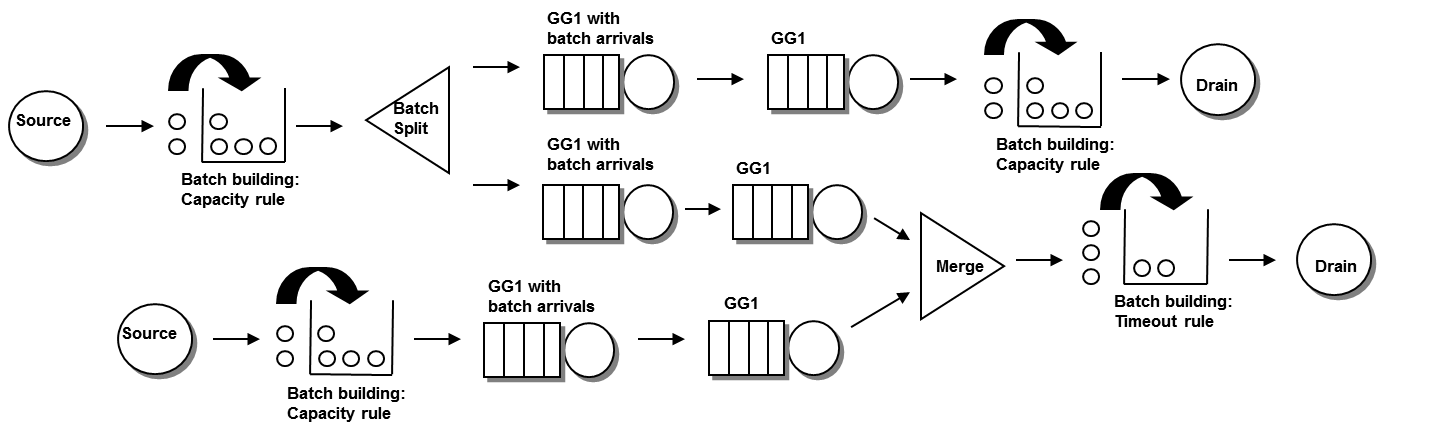 GG1 with
batch arrivals
GG1
Source
Batch
Split
Drain
Batch building:
Capacity rule
Batch building:
Capacity rule
GG1 with
batch arrivals
GG1
Merge
Drain
Batch building:
Timeout rule
Source
GG1 with
batch arrivals
GG1
Batch building:
Capacity rule